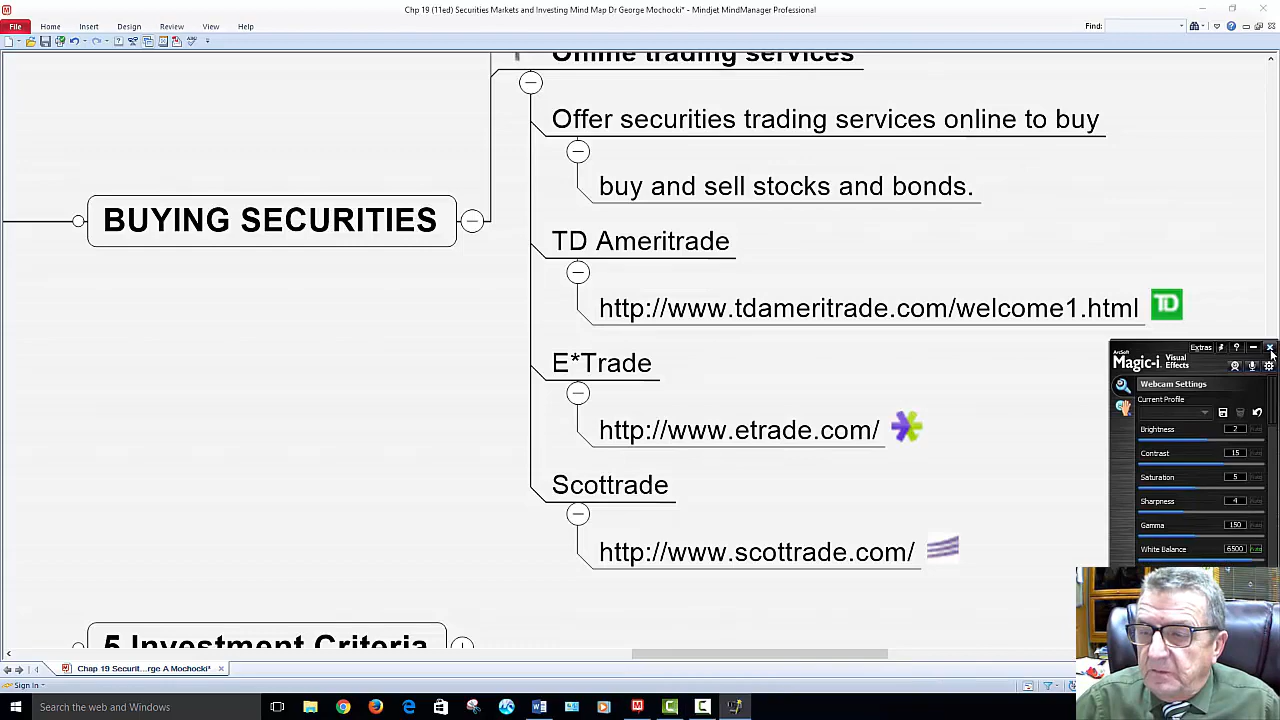 Chp 19 (11ed) Securities Markets and Investing Mind Map Dr George Mochocki* - Mindjet MindManager Professional
File Home Insert Design Review View Help Find:
Online trading services
Offer securities trading services online to buy
buy and sell stocks and bonds.
BUYING SECURITIES
TD Ameritrade
http://www.tdameritrade.com/welcome1.html TD
E*Trade
http://www.etrade.com/
Scottrade
http://www.scottrade.com/
5 Investment Criteria
Extras
ArcSoft
Magic-i Visual
Effects
Webcam Settings
Current Profile
Brightness 2
Contrast 15
Saturation 5
Sharpness 4
Gamma 150
White Balance 6500
Chap 19 Securit...rge A Mochocki*
Sign In
Search the web and Windows